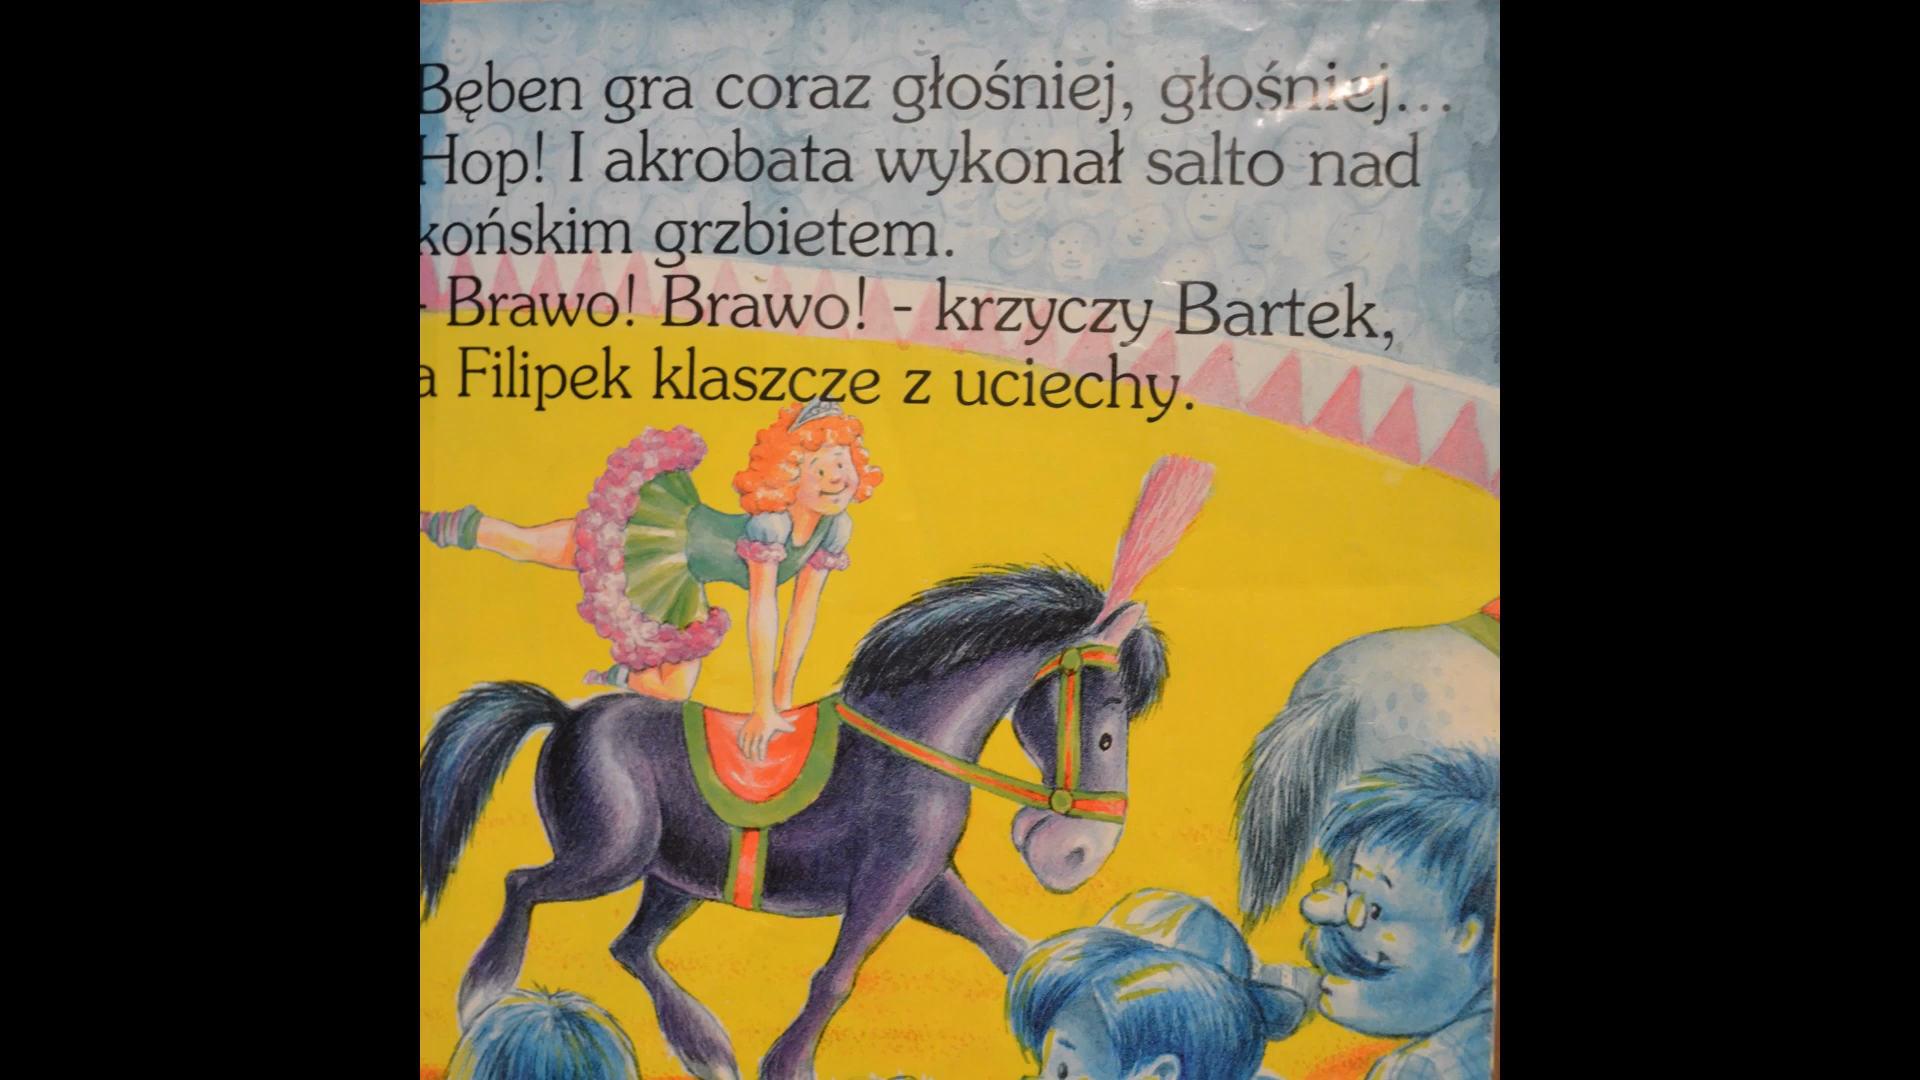 Bęben gra coraz głośniej, głośniej...
Hop! I akrobata wykonał salto nad
końskim grzbietem.
- Brawo! Brawo! - krzyczy Bartek,
a Filipek klaszcze z uciechy.